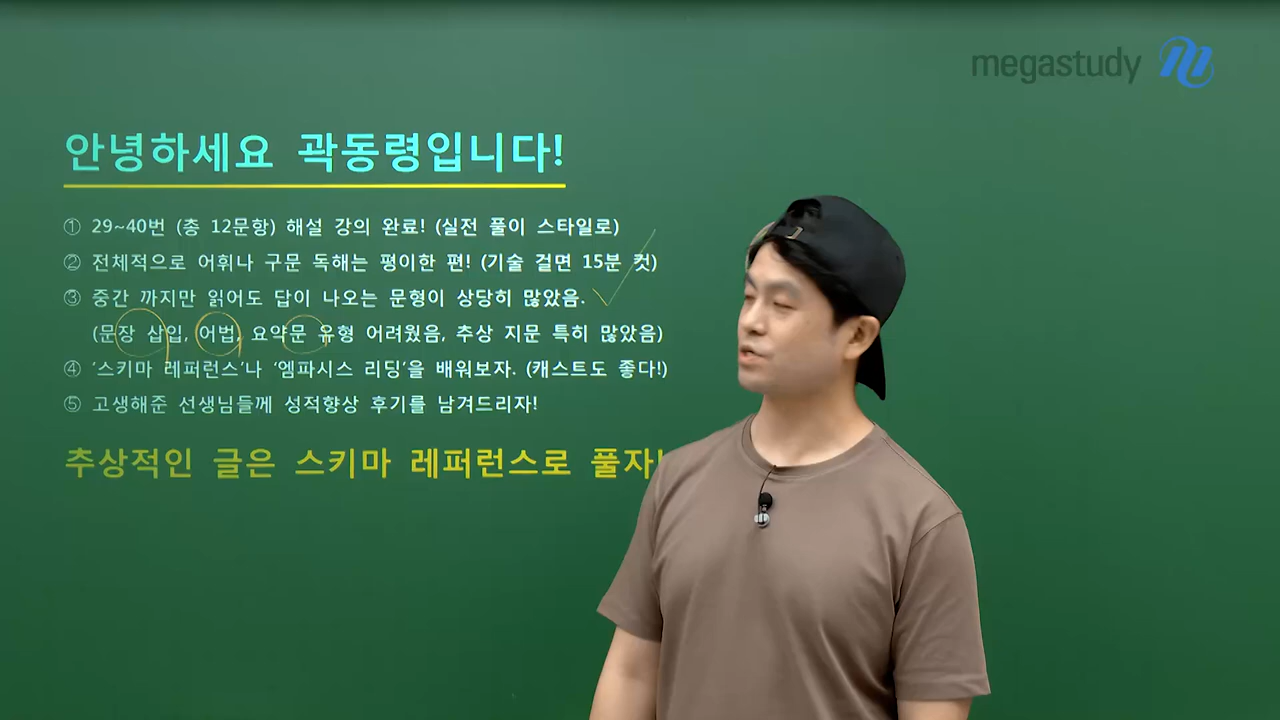 megastudy
안녕하세요 곽동령입니다!
① 29~40번 (총 12문항) 해설 강의 완료! (실전 풀이 스타일로)
② 전체적으로 어휘나 구문 독해는 평이한 편! (기술 걸면 15분 컷)
③ 중간 까지만 읽어도 답이 나오는 문형이 상당히 많았음.
(문장 삽입, 어법, 요약문 유형 어려웠음, 추상 지문 특히 많았음)
④ ‘스키마 레퍼런스’나 ‘엠파시스 리딩’을 배워보자. (캐스트도 좋다!)
⑤ 고생해준 선생님들께 성적향상 후기를 남겨드리자!
추상적인 글은 스키마 레퍼런스로 풀자!